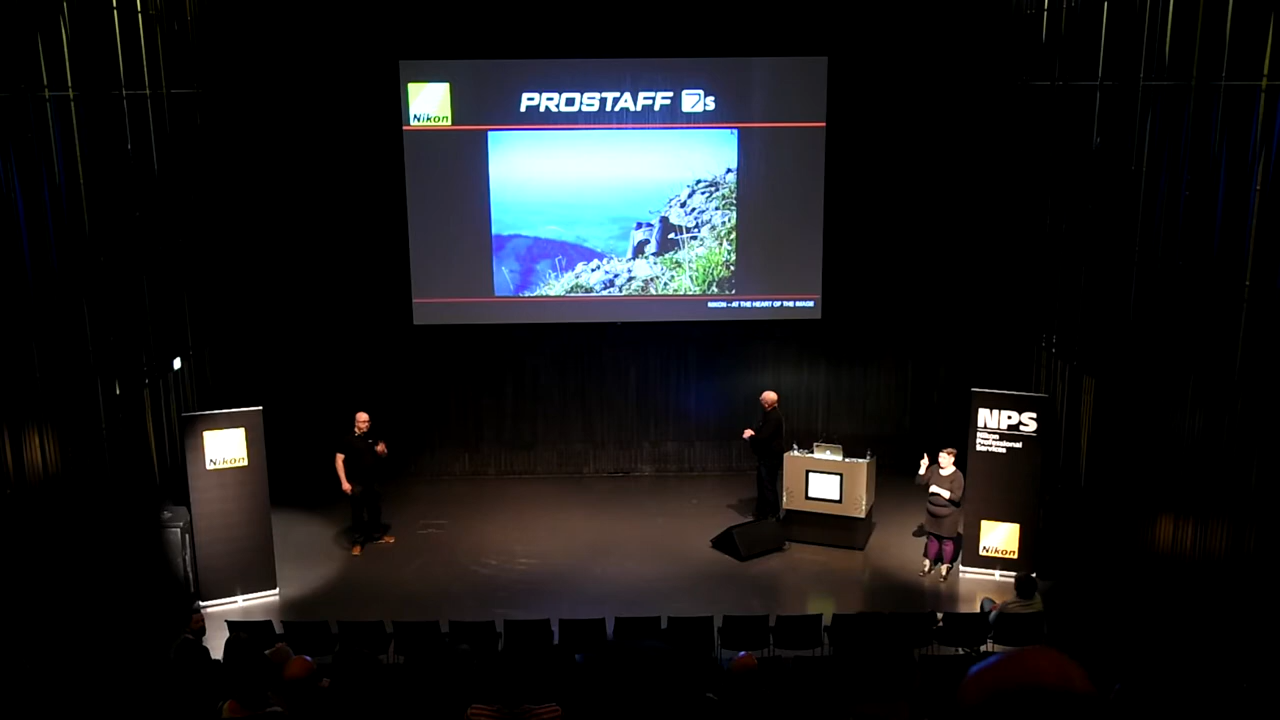 Nikon
PROSTAFF 7s
NIKON - AT THE HEART OF THE IMAGE
Nikon
NPS
Nikon
Professional
Services
Nikon